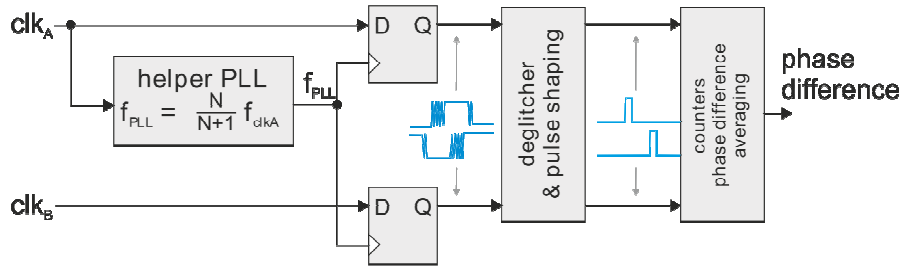 clkA
helper PLL
fPLL = N/N+1 fclkA
fPLL
D Q
deglitcher
& pulse shaping
counters
phase difference
averaging
phase
difference
clkB
D Q